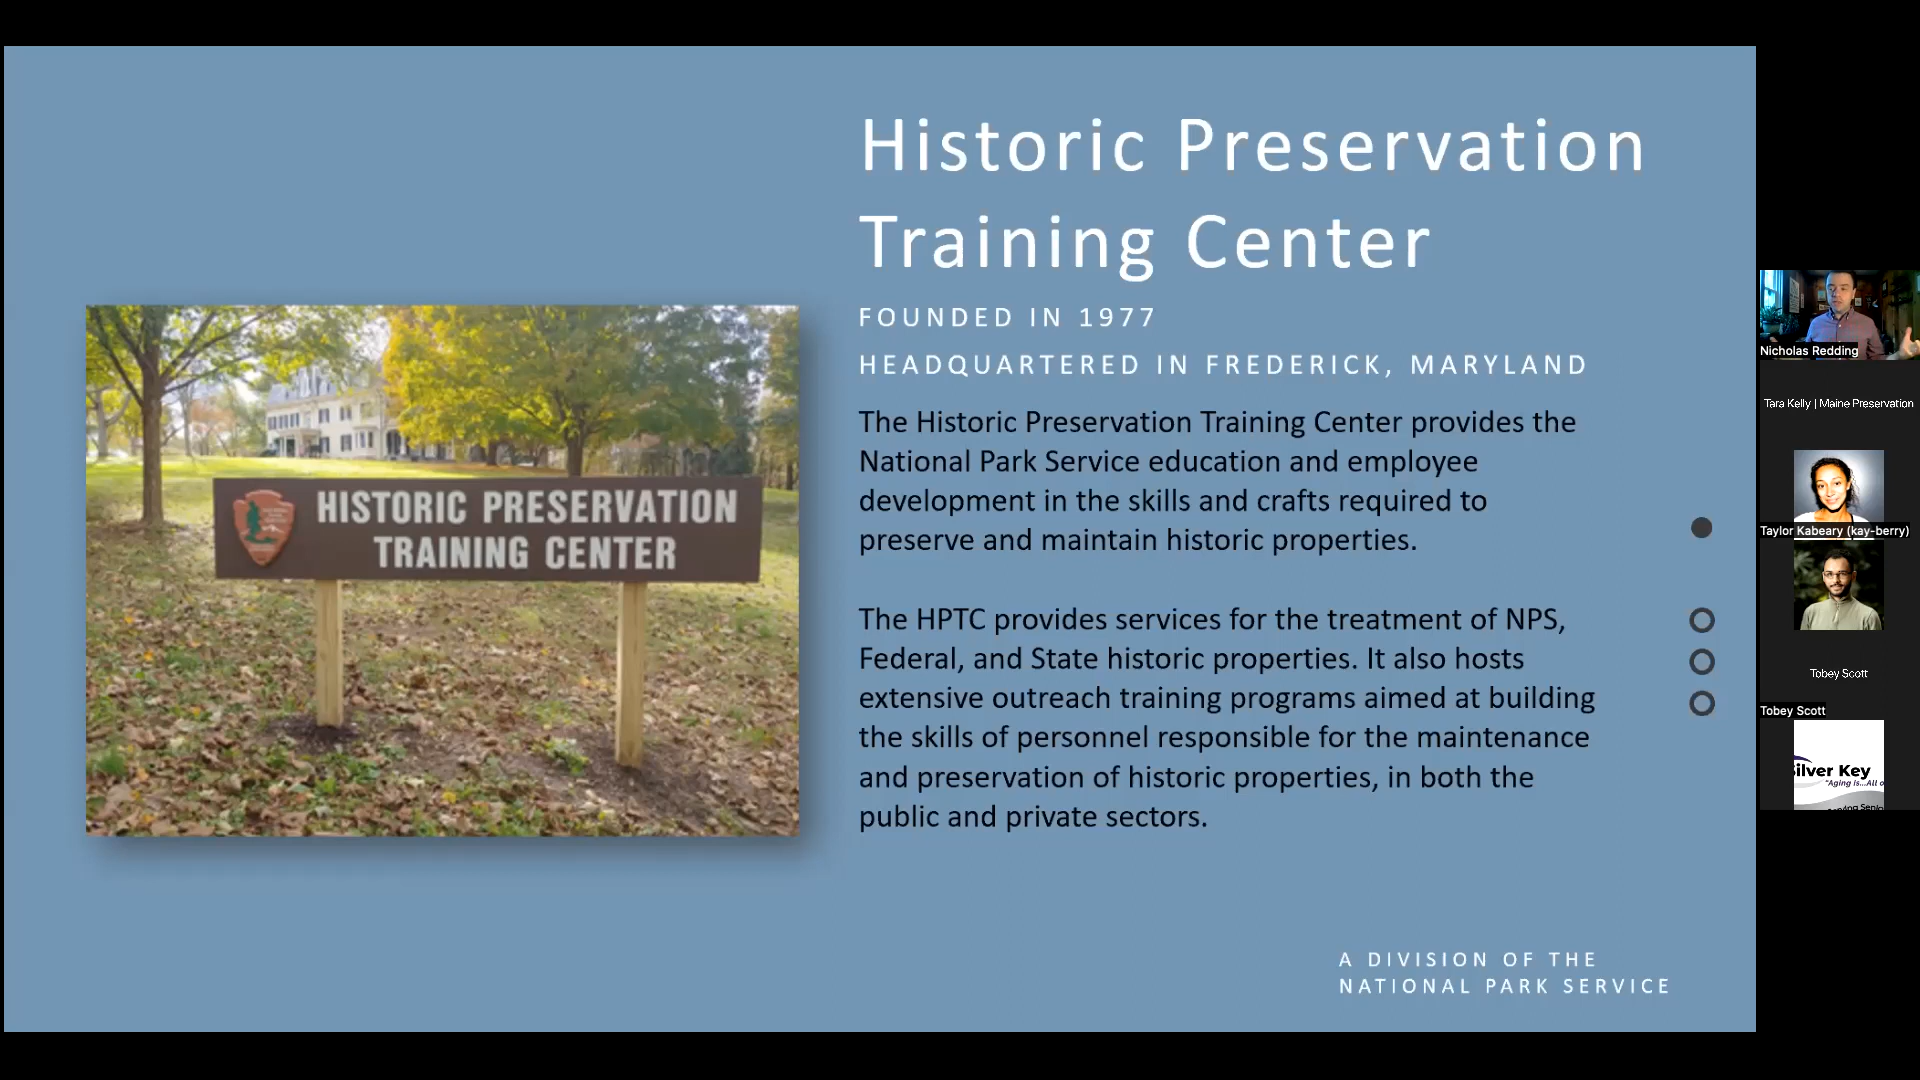 Historic Preservation
Training Center
FOUNDED IN 1977
HEADQUARTERED IN FREDERICK, MARYLAND
The Historic Preservation Training Center provides the
National Park Service education and employee
development in the skills and crafts required to
preserve and maintain historic properties.
The HPTC provides services for the treatment of NPS,
Federal, and State historic properties. It also hosts
extensive outreach training programs aimed at building
the skills of personnel responsible for the maintenance
and preservation of historic properties, in both the
public and private sectors.
A DIVISION OF THE
NATIONAL PARK SERVICE
HISTORIC PRESERVATION
TRAINING CENTER
Nicholas Redding
Tara Kelly | Maine Preservation
Taylor Kabeary (kay-berry)
Tobey Scott
Tobey Scott
Silver Key
"Aging is...All o